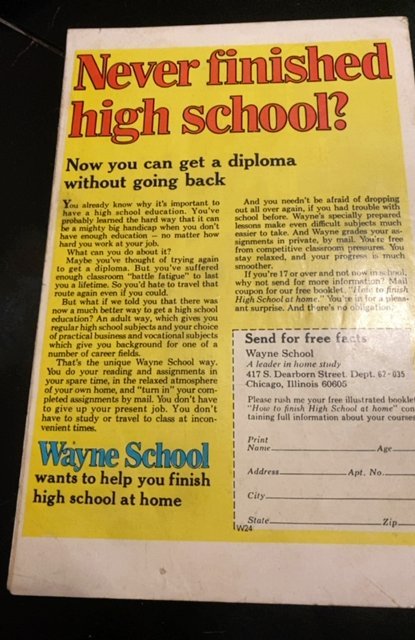 Never finished
high school?
Now you can get a diploma
without going back
You already know why it's important to
have a high school education. You've
probably learned the hard way that it can
be a mighty big handicap when you don't
have enough education — no matter how
hard you work at your job.
What can you do about it?
Maybe you've thought of trying again
to get a diploma. But you've suffered
enough classroom "battle fatigue" to last
you a lifetime. So you'd hate to travel that
route again even if you could.
But what if we told you that there was
now a much better way to get a high school
education? An adult way, which gives you
regular high school subjects and your choice
of practical business and vocational subjects
which give you background for one of a
number of career fields.
That's the unique Wayne School way.
You do your reading and assignments in
your spare time, in the relaxed atmosphere
of your own home, and "turn in" your com-
pleted assignments by mail. You don't have
to give up your present job. You don't
have to study or travel to class at incon-
venient times.
Wayne School
wants to help you finish
high school at home
And you needn't be afraid of dropping
out all over again, if you had trouble with
school before. Wayne's specially prepared
lessons make even difficult subjects much
easier to take. And Wayne grades your as-
signments in private, by mail. You're free
from competitive classroom pressures. You
stay relaxed, and your progress is much
smoother.
If you're 17 or over and not now in school,
why not send for more information? Mail
coupon for our free booklet, "How to finish
High School at home." You're in for a pleas-
ant surprise. And there's no obligation.
Send for free facts
Wayne School
A leader in home study
417 S. Dearborn Street. Dept. 62-035
Chicago, Illinois 60605
Please rush me your free illustrated booklet
"How to finish High School at home" con
taining full information about your courses
Print
Name Age
Address Apt. No.
City
State Zip
W24